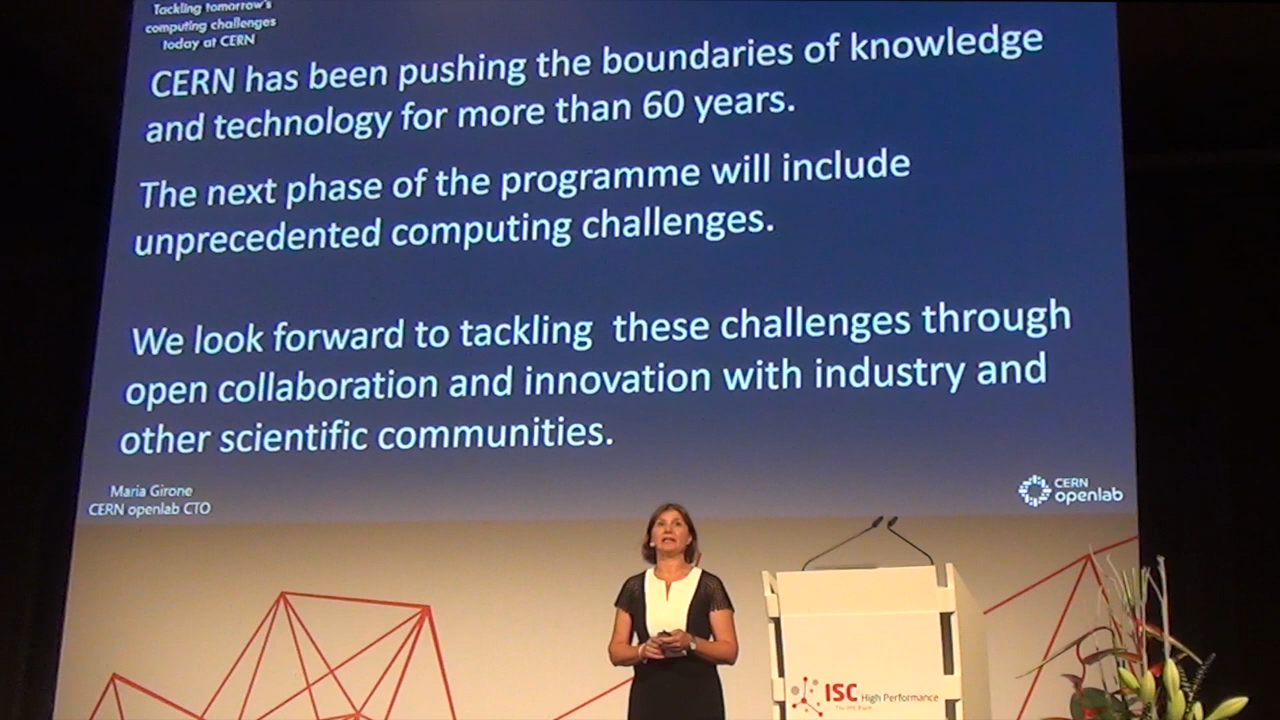 Tackling tomorrow's
computing challenges
today at CERN
CERN has been pushing the boundaries of knowledge
and technology for more than 60 years.
The next phase of the programme will include
unprecedented computing challenges.
We look forward to tackling these challenges through
open collaboration and innovation with industry and
other scientific communities.
Maria Girone
CERN openlab CTO
CERN
openlab
ISC High Performance
The HPC Event